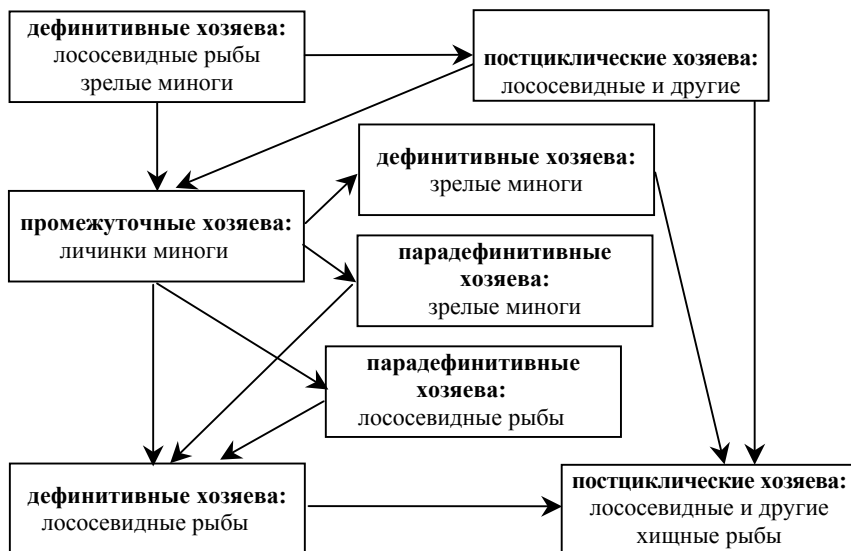 дефинитивные хозяева:
лососевидные рыбы
зрелые миноги
постциклические хозяева:
лососевидные и другие
дефинитивные хозяева:
зрелые миноги
промежуточные хозяева:
личинки миноги
парадефинитивные
хозяева:
зрелые миноги
парадефинитивные
хозяева:
лососевидные рыбы
дефинитивные хозяева:
лососевидные рыбы
постциклические хозяева:
лососевидные и другие
хищные рыбы